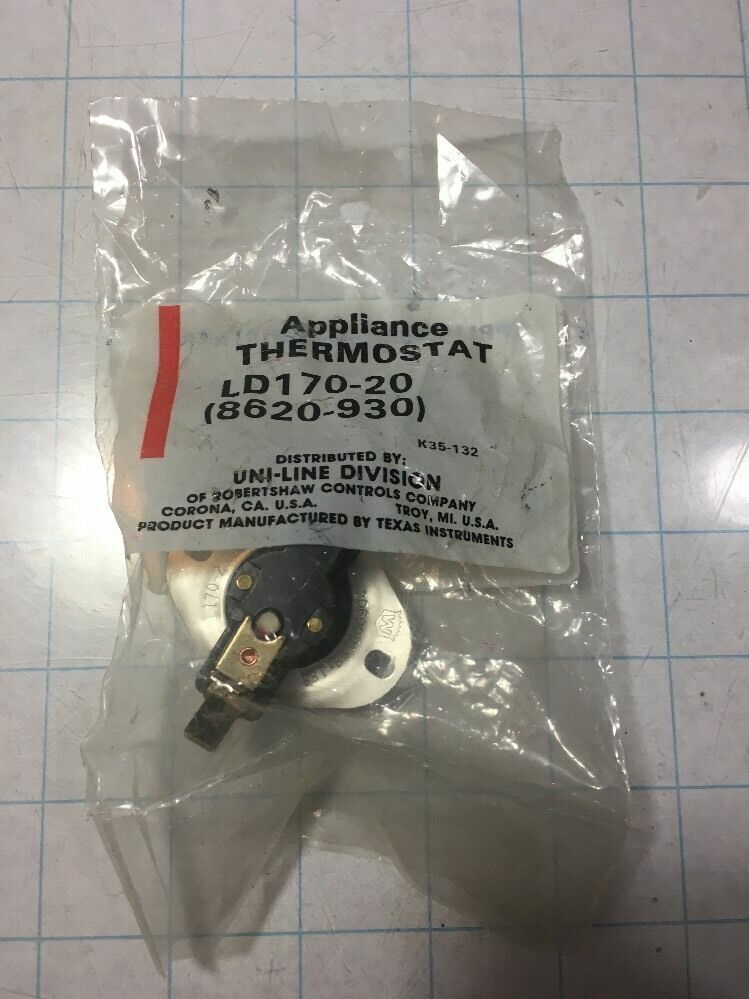 Appliance
THERMOSTAT
LD170-20
(8620-930)
K35-132
DISTRIBUTED BY:
UNI-LINE DIVISION
OF ROBERTSHAW CONTROLS COMPANY
CORONA, CA. U.S.A. TROY, MI. U.S.A.
PRODUCT MANUFACTURED BY TEXAS INSTRUMENTS